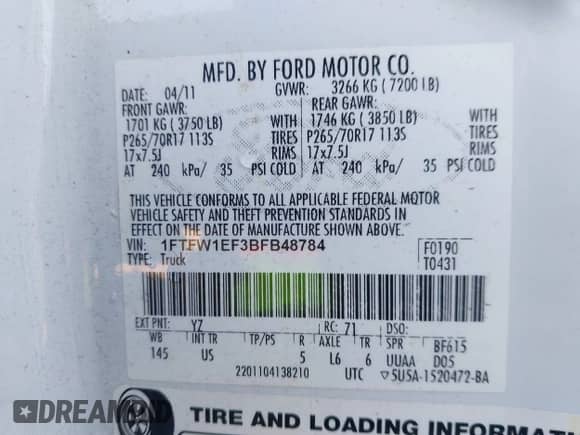 MFD. BY FORD MOTOR CO.
DATE: 04/11 GVWR: 3266 KG ( 7200 LB)
FRONT GAWR: REAR GAWR:
1701 KG ( 3750 LB) 1746 KG ( 3850 LB) WITH
P265/70R17 113S P265/70R17 113S TIRES
17x7.5J 17x7.5J RIMS
AT 240 kPa/ 35 PSI COLD AT 240 kPa/ 35 PSI COLD
WITH
TIRES
RIMS
THIS VEHICLE CONFORMS TO ALL APPLICABLE FEDERAL MOTOR
VEHICLE SAFETY AND THEFT PREVENTION STANDARDS IN
EFFECT ON THE DATE OF MANUFACTURE SHOWN ABOVE.
VIN: 1FTFW1EF3BFB48784 F0190
TYPE: Truck T0431
EXT PNT: YZ RC: 71 DSO:
WB INT TR TP/PS R AXLE TR SPR BF615
145 US 5 L6 6 UUAA D05
2201104138210 UTC ▽5U5A-1520472-BA
TIRE AND LOADING INFORMATI
DREAM